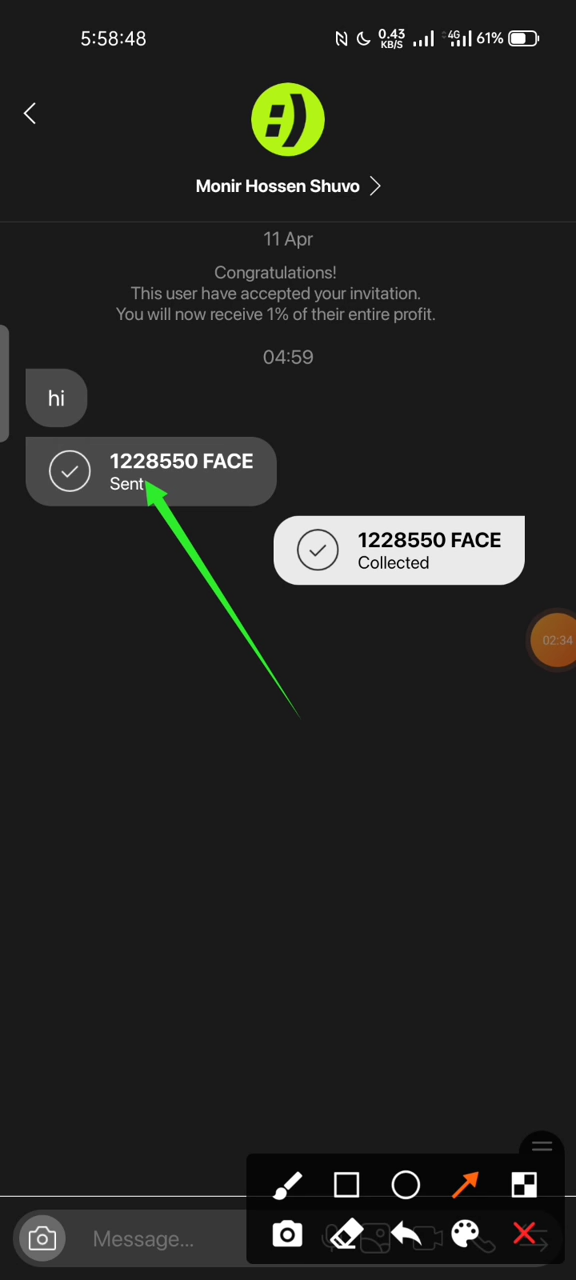 5:58:48
0.43
KB/S
4G
61%
:)
Monir Hossen Shuvo
11 Apr
Congratulations!
This user have accepted your invitation.
You will now receive 1% of their entire profit.
04:59
hi
1228550 FACE
Sent
1228550 FACE
Collected
02:34
Message...